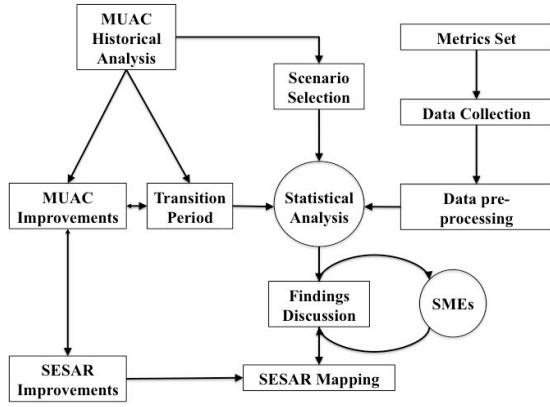 MUAC
Historical
Analysis
Metrics Set
Scenario
Selection
Data Collection
MUAC
Improvements
Transition
Period
Statistical
Analysis
Data pre-
processing
Findings
Discussion
SMEs
SESAR
Improvements
SESAR Mapping